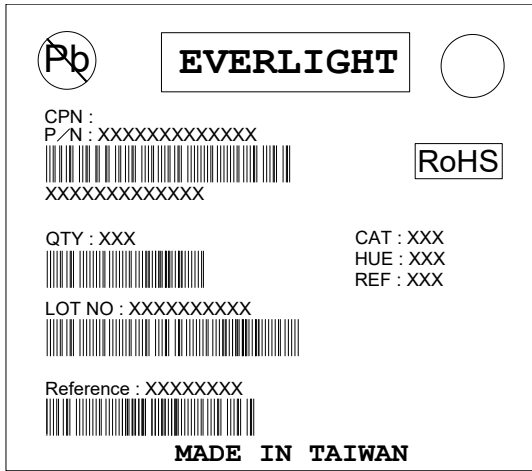 Pb
EVERLIGHT
CPN :
P/N : XXXXXXXXXXXXX
RoHS
XXXXXXXXXXXXX
QTY : XXX
CAT : XXX
HUE : XXX
REF : XXX
LOT NO : XXXXXXXXXX
Reference : XXXXXXXX
MADE IN TAIWAN